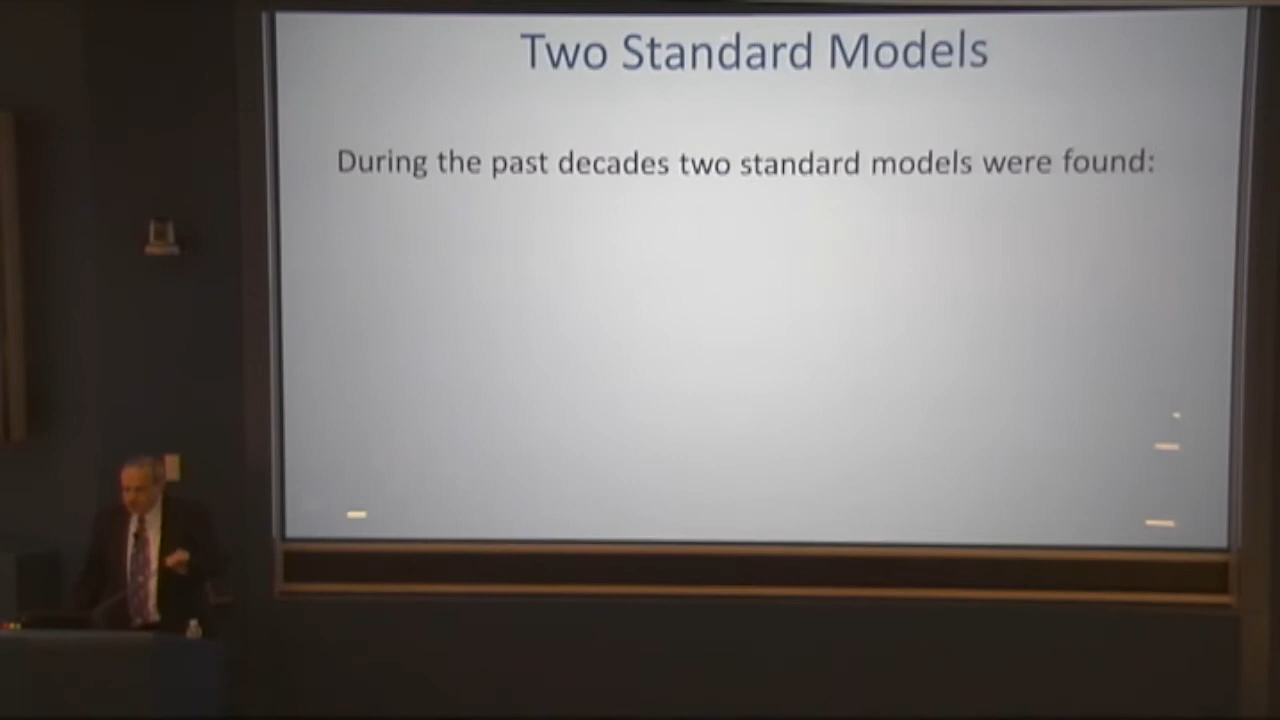 Two Standard Models
During the past decades two standard models were found: